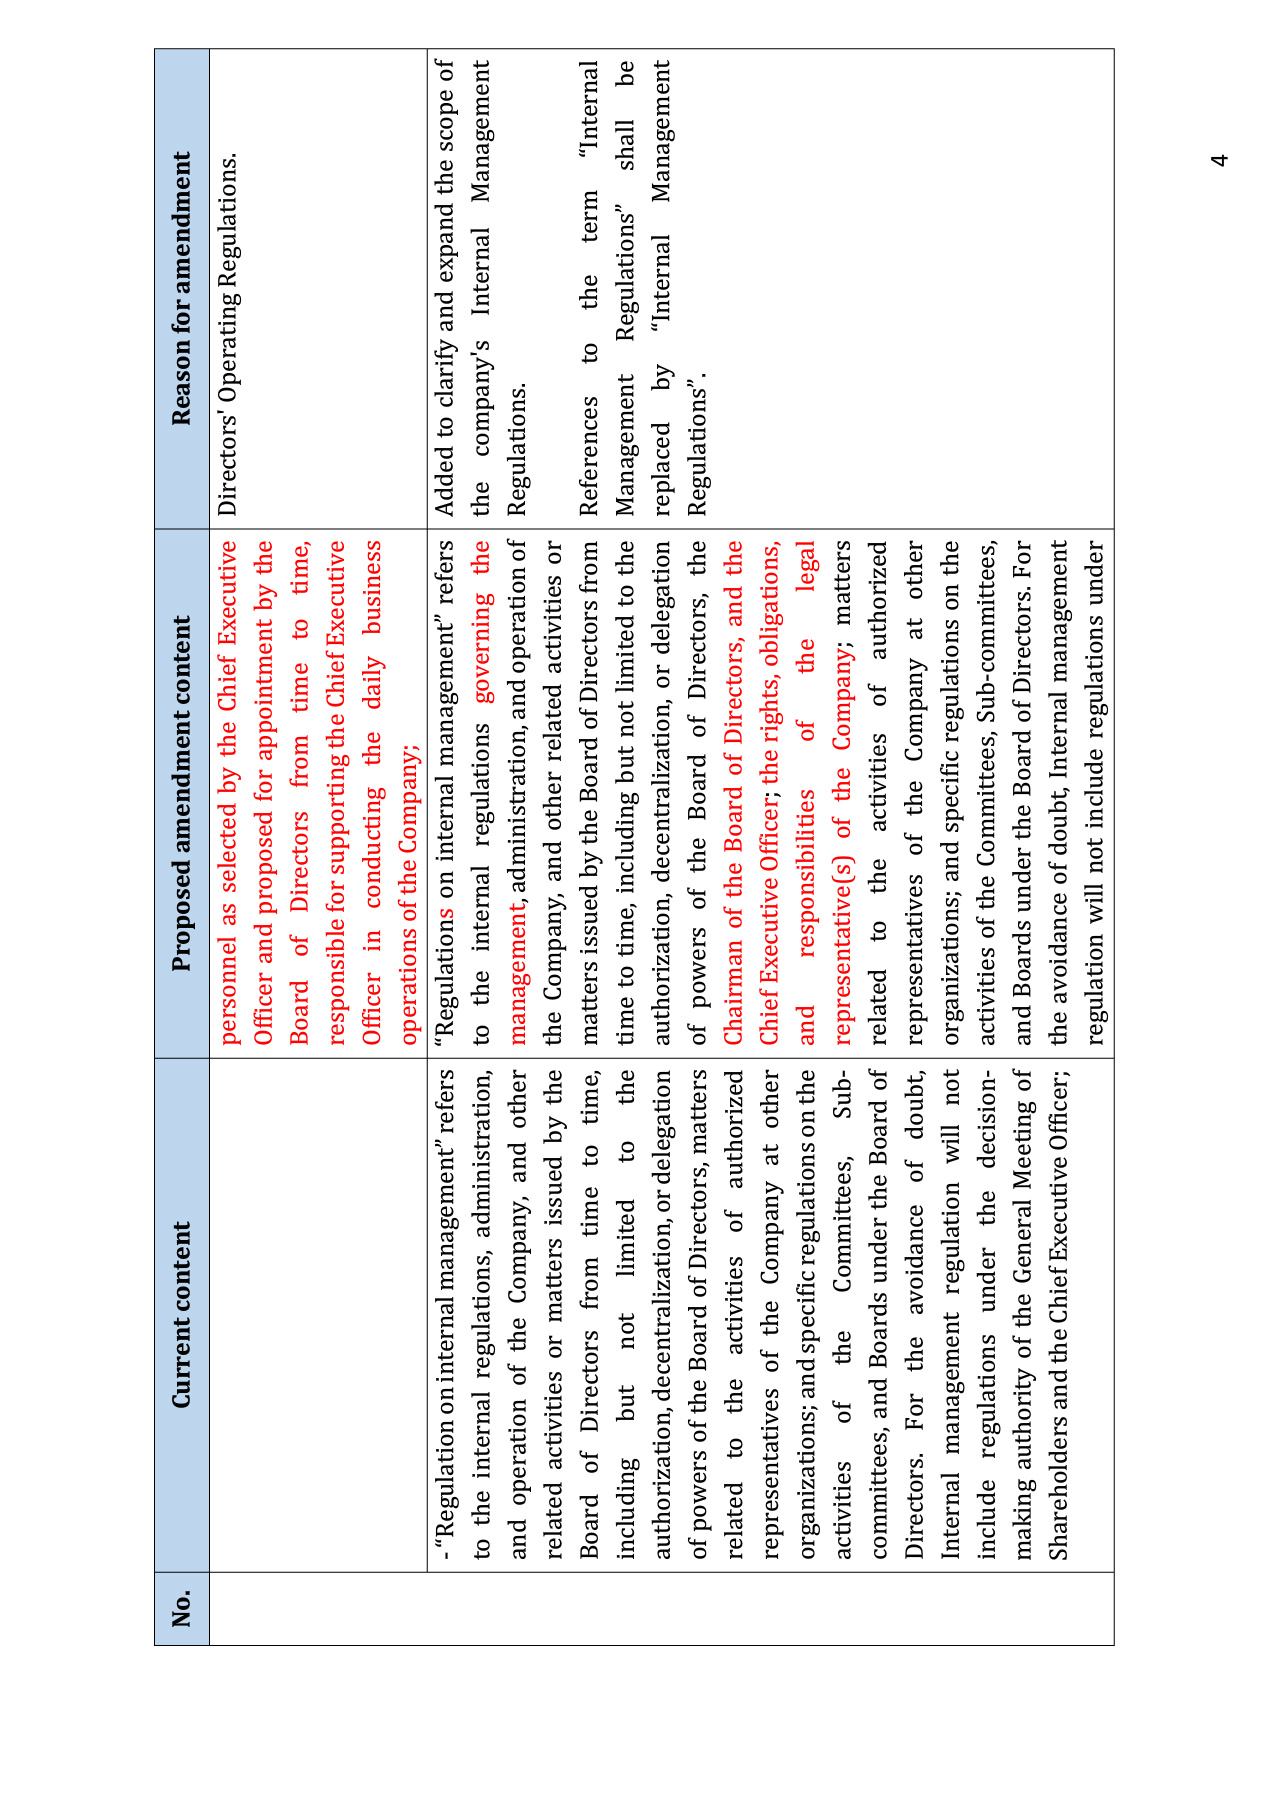 No.
Current content
Proposed amendment content
Reason for amendment
personnel as selected by the Chief Executive
Officer and proposed for appointment by the
Board of Directors from time to time,
responsible for supporting the Chief Executive
Officer in conducting the daily business
operations of the Company;
Directors' Operating Regulations.
- “Regulation on internal management” refers
to the internal regulations, administration,
and operation of the Company, and other
related activities or matters issued by the
Board of Directors from time to time,
including but not limited to the
authorization, decentralization, or delegation
of powers of the Board of Directors, matters
related to the activities of authorized
representatives of the Company at other
organizations; and specific regulations on the
activities of the Committees, Sub-
committees, and Boards under the Board of
Directors. For the avoidance of doubt,
Internal management regulation will not
include regulations under the decision-
making authority of the General Meeting of
Shareholders and the Chief Executive Officer;
“Regulations on internal management” refers
to the internal regulations governing the
management, administration, and operation of
the Company, and other related activities or
matters issued by the Board of Directors from
time to time, including but not limited to the
authorization, decentralization, or delegation
of powers of the Board of Directors, the
Chairman of the Board of Directors, and the
Chief Executive Officer; the rights, obligations,
and responsibilities of the legal
representative(s) of the Company; matters
related to the activities of authorized
representatives of the Company at other
organizations; and specific regulations on the
activities of the Committees, Sub-committees,
and Boards under the Board of Directors. For
the avoidance of doubt, Internal management
regulation will not include regulations under
Added to clarify and expand the scope of
the company's Internal Management
Regulations.
References to the term “Internal
Management Regulations” shall be
replaced by “Internal Management
Regulations”.
4